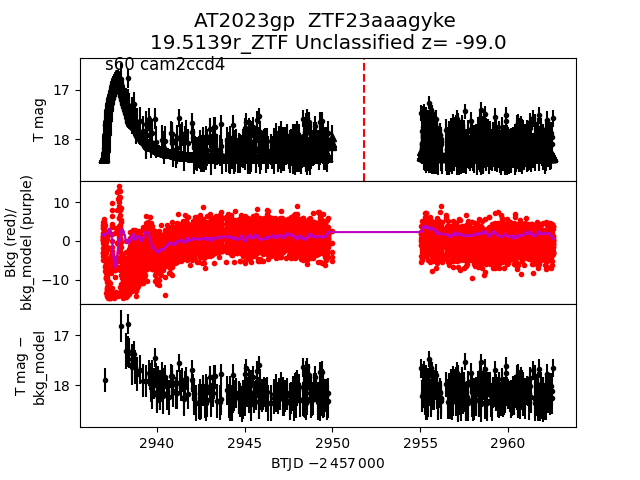 AT2023gp  ZTF23aaagyke
19.5139r_ZTF Unclassified z= -99.0
s60 cam2ccd4
T mag
17
18
Bkg (red)/
bkg_model (purple)
10
0
−10
T mag −
bkg_model
17
18
2940
2945
2950
2955
2960
BTJD −2 457 000